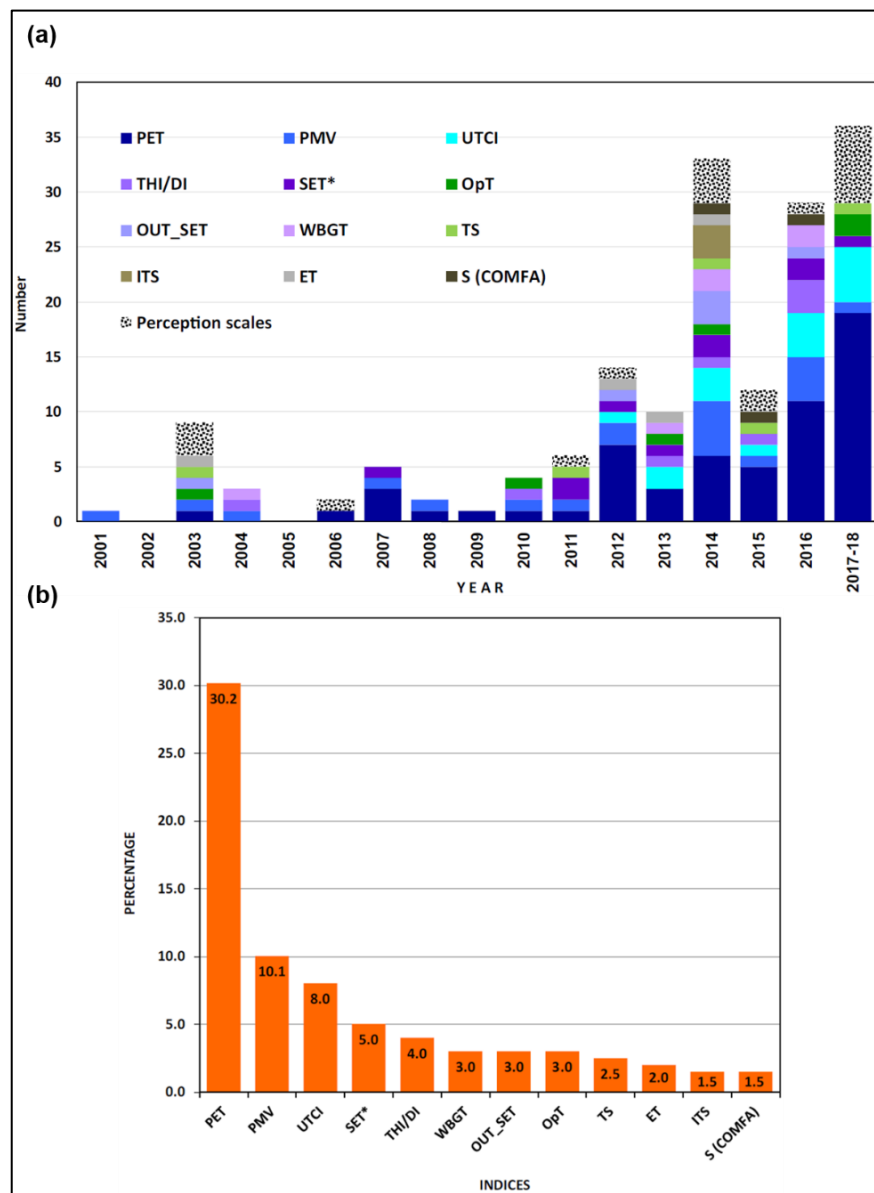 (a)
40
35
30
25
20
15
10
5
0
Number
PET PMV UTCI
THI/DI SET* OpT
OUT_SET WBGT TS
ITS ET S (COMFA)
Perception scales
2001 2002 2003 2004 2005 2006 2007 2008 2009 2010 2011 2012 2013 2014 2015 2016 2017-18
YEAR
(b)
35.0
30.0
25.0
20.0
15.0
10.0
5.0
0.0
PERCENTAGE
30.2
10.1
8.0
5.0
4.0
3.0
3.0
3.0
2.5
2.0
1.5
1.5
PET PMV UTCI SET* THI/DI WBGT OUT_SET OpT TS ET ITS S (COMFA)
INDICES